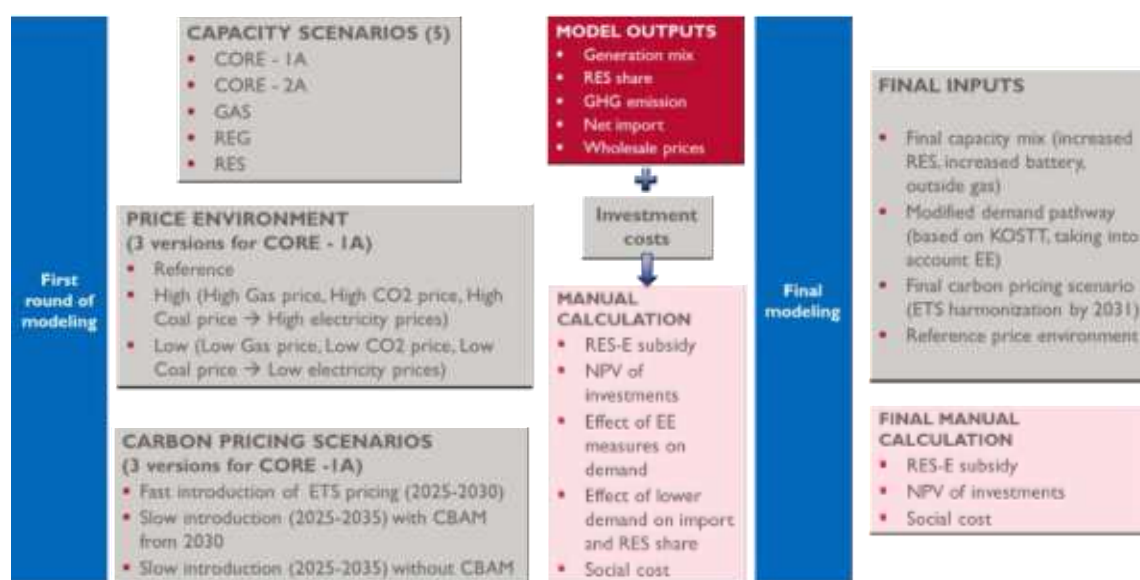 First
round of
modeling
CAPACITY SCENARIOS (5)
• CORE - 1A
• CORE - 2A
• GAS
• REG
• RES
PRICE ENVIRONMENT
(3 versions for CORE - 1A)
• Reference
• High (High Gas price, High CO2 price, High
Coal price → High electricity prices)
• Low (Low Gas price, Low CO2 price, Low
Coal price → Low electricity prices)
CARBON PRICING SCENARIOS
(3 versions for CORE -1A)
• Fast introduction of ETS pricing (2025-2030)
• Slow introduction (2025-2035) with CBAM
from 2030
• Slow introduction (2025-2035) without CBAM
MODEL OUTPUTS
• Generation mix
• RES share
• GHG emission
• Net import
• Wholesale prices
Investment
costs
MANUAL
CALCULATION
• RES-E subsidy
• NPV of
investments
• Effect of EE
measures on
demand
• Effect of lower
demand on import
and RES share
• Social cost
Final
modeling
FINAL INPUTS
• Final capacity mix (increased
RES, increased battery,
outside gas)
• Modified demand pathway
(based on KOSTT, taking into
account EE)
• Final carbon pricing scenario
(ETS harmonization by 2031)
• Reference price environment
FINAL MANUAL
CALCULATION
• RES-E subsidy
• NPV of investments
• Social cost